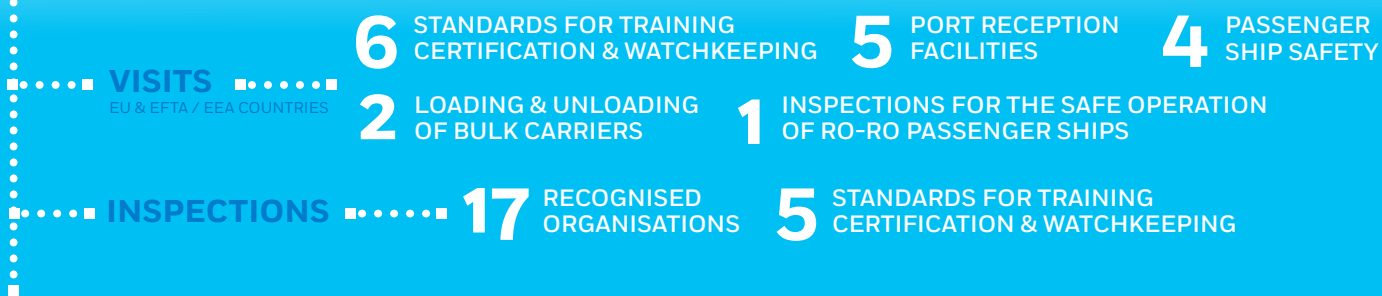 6 STANDARDS FOR TRAINING
CERTIFICATION & WATCHKEEPING
5 PORT RECEPTION
FACILITIES
4 PASSENGER
SHIP SAFETY
VISITS
EU & EFTA / EEA COUNTRIES
2 LOADING & UNLOADING
OF BULK CARRIERS
1 INSPECTIONS FOR THE SAFE OPERATION
OF RO-RO PASSENGER SHIPS
INSPECTIONS
17 RECOGNISED
ORGANISATIONS
5 STANDARDS FOR TRAINING
CERTIFICATION & WATCHKEEPING